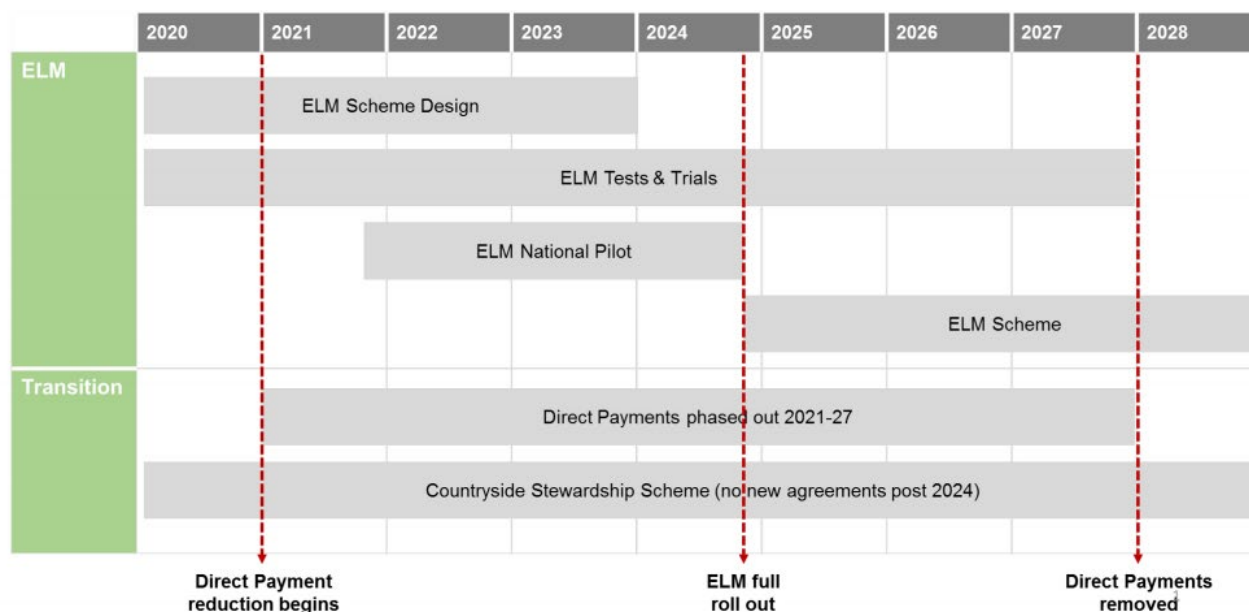 2020 2021 2022 2023 2024 2025 2026 2027 2028
ELM
ELM Scheme Design
ELM Tests & Trials
ELM National Pilot
ELM Scheme
Transition
Direct Payments phased out 2021-27
Countryside Stewardship Scheme (no new agreements post 2024)
Direct Payment
reduction begins
ELM full
roll out
Direct Payments
removed